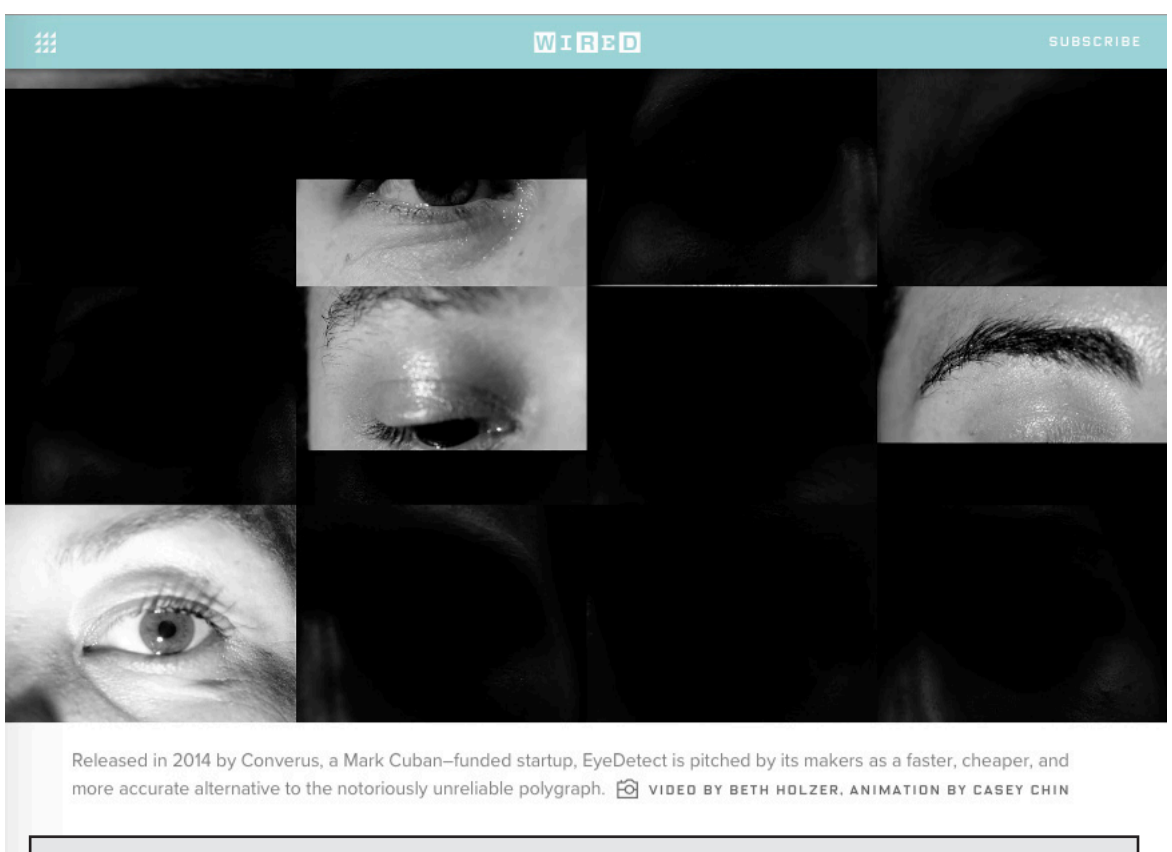 WIRED
SUBSCRIBE
Released in 2014 by Converus, a Mark Cuban–funded startup, EyeDetect is pitched by its makers as a faster, cheaper, and
more accurate alternative to the notoriously unreliable polygraph. VIDEO BY BETH HOLZER, ANIMATION BY CASEY CHIN